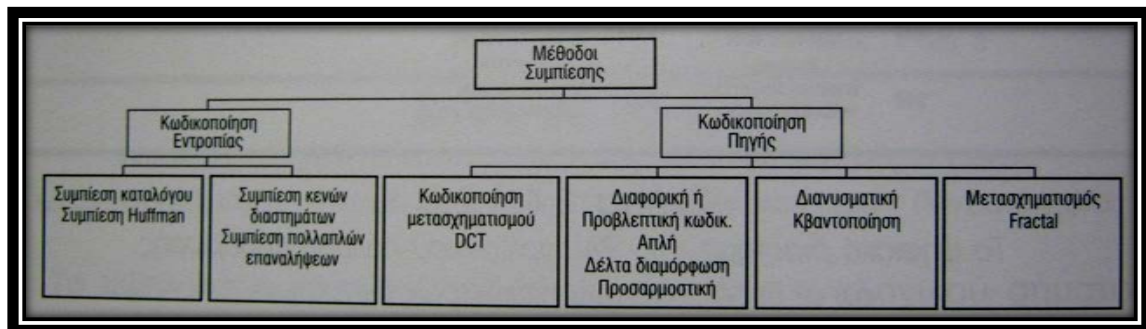 Μέθοδοι
Συμπίεσης
Κωδικοποίηση
Εντροπίας
Κωδικοποίηση
Πηγής
Συμπίεση καταλόγου
Συμπίεση Huffman
Συμπίεση κενών
διαστημάτων
Συμπίεση πολλαπλών
επαναλήψεων
Κωδικοποίηση
μετασχηματισμού
DCT
Διαφορική ή
Προβλεπτική κωδικ.
Απλή
Δέλτα διαμόρφωση
Προσαρμοστική
Διανυσματική
Κβαντοποίηση
Μετασχηματισμός
Fractal